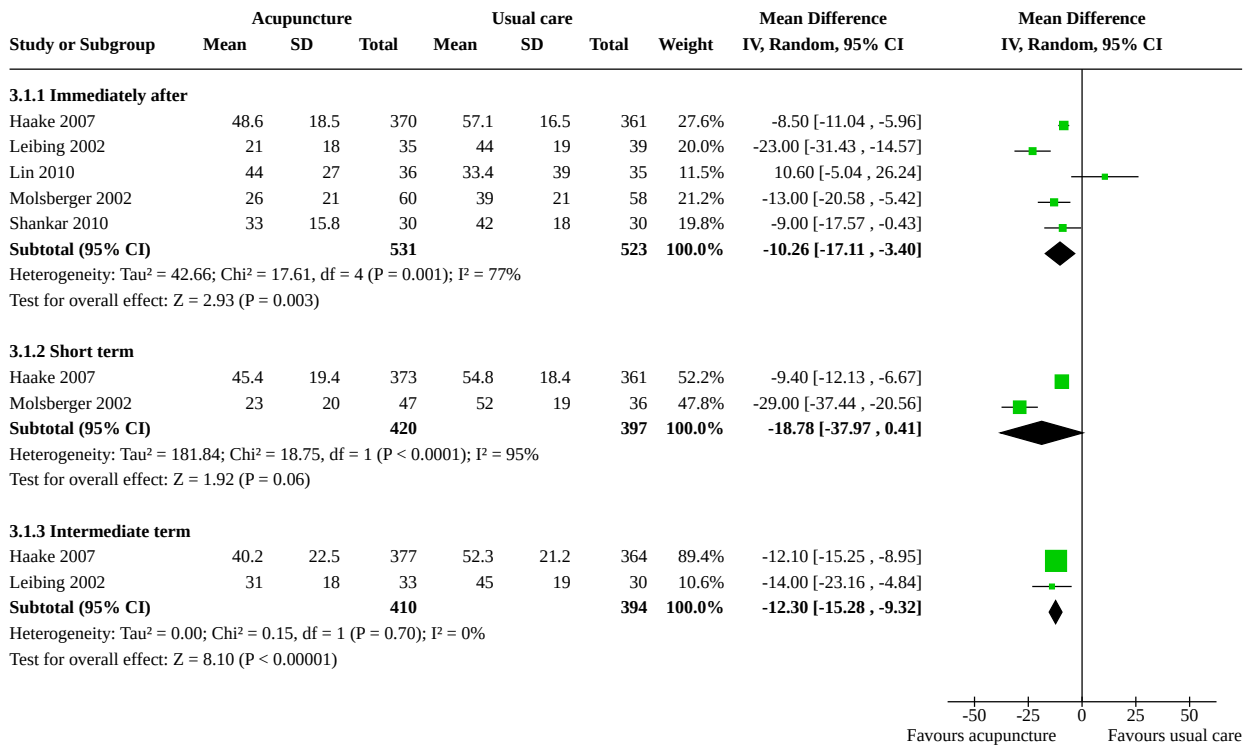 Acupuncture Usual care Mean Difference Mean Difference
Study or Subgroup Mean SD Total Mean SD Total Weight IV, Random, 95% CI IV, Random, 95% CI
3.1.1 Immediately after
Haake 2007 48.6 18.5 370 57.1 16.5 361 27.6% -8.50 [-11.04 , -5.96]
Leibing 2002 21 18 35 44 19 39 20.0% -23.00 [-31.43 , -14.57]
Lin 2010 44 27 36 33.4 39 35 11.5% 10.60 [-5.04 , 26.24]
Molsberger 2002 26 21 60 39 21 58 21.2% -13.00 [-20.58 , -5.42]
Shankar 2010 33 15.8 30 42 18 30 19.8% -9.00 [-17.57 , -0.43]
Subtotal (95% CI) 531 523 100.0% -10.26 [-17.11 , -3.40]
Heterogeneity: Tau² = 42.66; Chi² = 17.61, df = 4 (P = 0.001); I² = 77%
Test for overall effect: Z = 2.93 (P = 0.003)
3.1.2 Short term
Haake 2007 45.4 19.4 373 54.8 18.4 361 52.2% -9.40 [-12.13 , -6.67]
Molsberger 2002 23 20 47 52 19 36 47.8% -29.00 [-37.44 , -20.56]
Subtotal (95% CI) 420 397 100.0% -18.78 [-37.97 , 0.41]
Heterogeneity: Tau² = 181.84; Chi² = 18.75, df = 1 (P < 0.0001); I² = 95%
Test for overall effect: Z = 1.92 (P = 0.06)
3.1.3 Intermediate term
Haake 2007 40.2 22.5 377 52.3 21.2 364 89.4% -12.10 [-15.25 , -8.95]
Leibing 2002 31 18 33 45 19 30 10.6% -14.00 [-23.16 , -4.84]
Subtotal (95% CI) 410 394 100.0% -12.30 [-15.28 , -9.32]
Heterogeneity: Tau² = 0.00; Chi² = 0.15, df = 1 (P = 0.70); I² = 0%
Test for overall effect: Z = 8.10 (P < 0.00001)
-50 -25 0 25 50
Favours acupuncture Favours usual care